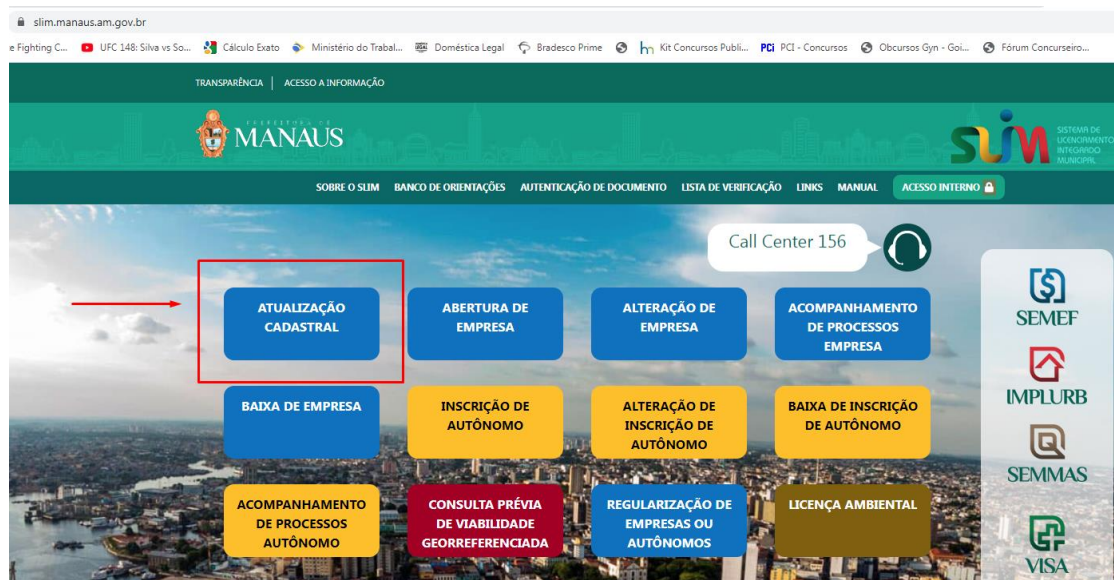 slim.manaus.am.gov.br
e Fighting C... UFC 148: Silva vs So... Cálculo Exato Ministério do Trabal... Doméstica Legal Bradesco Prime Kit Concursos Publi... PCI - Concursos Obcursos Gyn - Goi... Fórum Concurseiro...
TRANSPARÊNCIA | ACESSO A INFORMAÇÃO
PREFEITURA DE
MANAUS
SLIM
SISTEMA DE
LICENCIAMENTO
INTEGRADO
MUNICIPAL
SOBRE O SLIM BANCO DE ORIENTAÇÕES AUTENTICAÇÃO DE DOCUMENTO LISTA DE VERIFICAÇÃO LINKS MANUAL ACESSO INTERNO
Call Center 156
ATUALIZAÇÃO
CADASTRAL
ABERTURA DE
EMPRESA
ALTERAÇÃO DE
EMPRESA
ACOMPANHAMENTO
DE PROCESSOS
EMPRESA
BAIXA DE EMPRESA
INSCRIÇÃO DE
AUTÔNOMO
ALTERAÇÃO DE
INSCRIÇÃO DE
AUTÔNOMO
BAIXA DE INSCRIÇÃO
DE AUTÔNOMO
ACOMPANHAMENTO
DE PROCESSOS
AUTÔNOMO
CONSULTA PRÉVIA
DE VIABILIDADE
GEORREFERENCIADA
REGULARIZAÇÃO DE
EMPRESAS OU
AUTÔNOMOS
LICENÇA AMBIENTAL
SEMEF
IMPLURB
SEMMAS
VISA